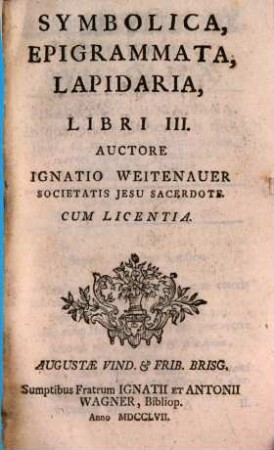 SYMBOLICA,
EPIGRAMMATA,
LAPIDARIA,
LIBRI III.
AUCTORE
IGNATIO WEITENAUER
SOCIETATIS JESU SACERDOTE.
CUM LICENTIA.
AUGUSTÆ VIND. & FRIB. BRISG.
Sumptibus Fratrum IGNATII ET ANTONII
WAGNER, Bibliop.
Anno MDCCLVII.